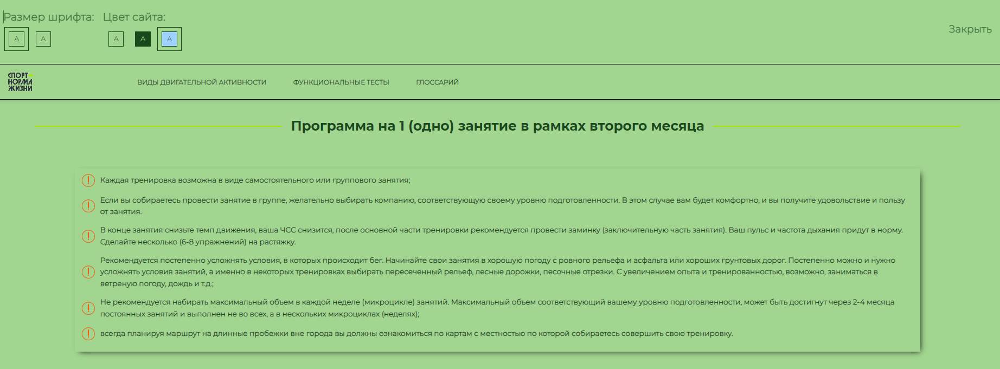 Размер шрифта: Цвет сайта:
Закрыть
А А А А А
СПОРТ
НОРМА
ЖИЗНИ
ВИДЫ ДВИГАТЕЛЬНОЙ АКТИВНОСТИ ФУНКЦИОНАЛЬНЫЕ ТЕСТЫ ГЛОССАРИЙ
Программа на 1 (одно) занятие в рамках второго месяца
Каждая тренировка возможна в виде самостоятельного или группового занятия;
Если вы собираетесь провести занятие в группе, желательно выбирать компанию, соответствующую своему уровню подготовленности. В этом случае вам будет комфортно, и вы получите удовольствие и пользу
от занятия.
В конце занятия снизьте темп движения, ваша ЧСС снизится, после основной части тренировки рекомендуется провести заминку (заключительную часть занятия). Ваш пульс и частота дыхания придут в норму.
Сделайте несколько (6-8 упражнений) на растяжку.
Рекомендуется постепенно усложнять условия, в которых происходит бег. Начинайте свои занятия в хорошую погоду с ровного рельефа и асфальта или хороших грунтовых дорог. Постепенно можно и нужно
усложнять условия занятий, а именно в некоторых тренировках выбирать пересеченный рельеф, лесные дорожки, песочные отрезки. С увеличением опыта и тренированностью, возможно, заниматься в
ветреную погоду, дождь и т.д.;
Не рекомендуется набирать максимальный объем в каждой неделе (микроцикле) занятий. Максимальный объем соответствующий вашему уровню подготовленности, может быть достигнут через 2-4 месяца
постоянных занятий и выполнен не во всех, а в нескольких микроциклах (неделях);
всегда планируя маршрут на длинные пробежки вне города вы должны ознакомиться по картам с местностью по которой собираетесь совершить свою тренировку.